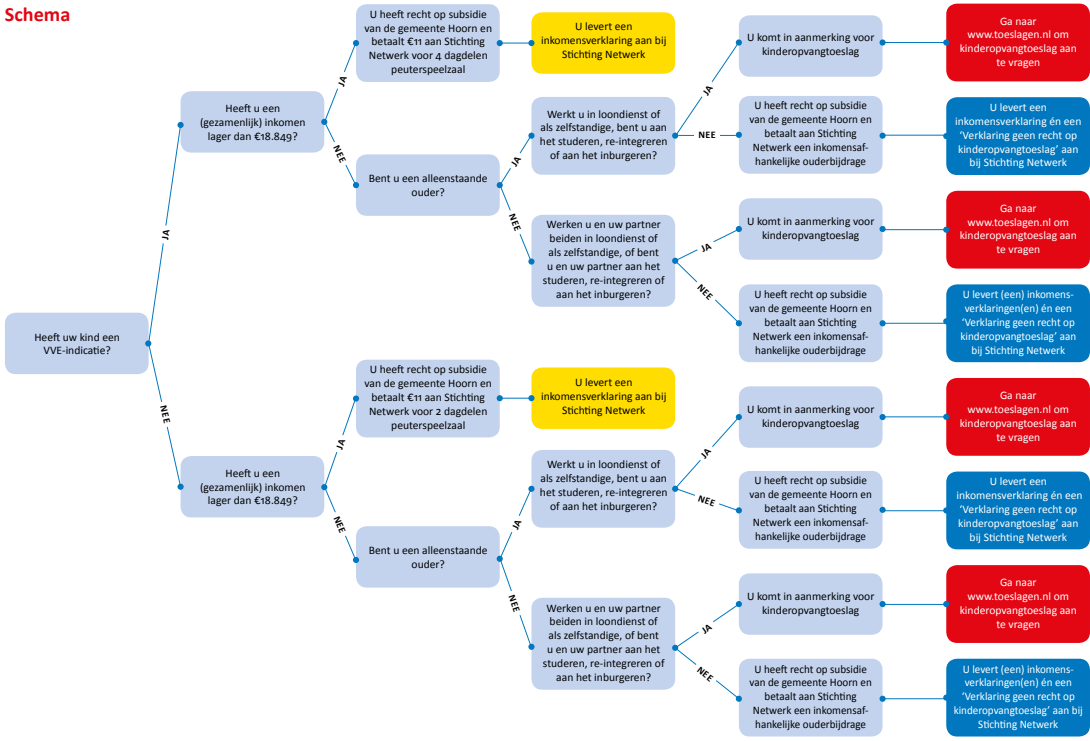 Schema
Heeft uw kind een
VVE-indicatie?
JA
Heeft u een
(gezamenlijk) inkomen
lager dan €18.849?
JA
U heeft recht op subsidie
van de gemeente Hoorn en
betaalt €11 aan Stichting
Netwerk voor 4 dagdelen
peuterspeelzaal
U levert een
inkomensverklaring aan bij
Stichting Netwerk
NEE
Bent u een alleenstaande
ouder?
JA
Werkt u in loondienst of
als zelfstandige, bent u aan
het studeren, re-integreren
of aan het inburgeren?
JA
U komt in aanmerking voor
kinderopvangtoeslag
Ga naar
www.toeslagen.nl om
kinderopvangtoeslag aan
te vragen
NEE
U heeft recht op subsidie
van de gemeente Hoorn en
betaalt aan Stichting
Netwerk een inkomensaf-
hankelijke ouderbijdrage
U levert een
inkomensverklaring én een
‘Verklaring geen recht op
kinderopvangtoeslag’ aan
bij Stichting Netwerk
NEE
Werken u en uw partner
beiden in loondienst of
als zelfstandige, of bent
u en uw partner aan het
studeren, re-integreren of
aan het inburgeren?
JA
U komt in aanmerking voor
kinderopvangtoeslag
Ga naar
www.toeslagen.nl om
kinderopvangtoeslag aan
te vragen
NEE
U heeft recht op subsidie
van de gemeente Hoorn en
betaalt aan Stichting
Netwerk een inkomensaf-
hankelijke ouderbijdrage
U levert (een) inkomens-
verklaringen(en) én een
‘Verklaring geen recht op
kinderopvangtoeslag’ aan
bij Stichting Netwerk
NEE
Heeft u een
(gezamenlijk) inkomen
lager dan €18.849?
JA
U heeft recht op subsidie
van de gemeente Hoorn en
betaalt €11 aan Stichting
Netwerk voor 2 dagdelen
peuterspeelzaal
U levert een
inkomensverklaring aan bij
Stichting Netwerk
NEE
Bent u een alleenstaande
ouder?
JA
Werkt u in loondienst of
als zelfstandige, bent u aan
het studeren, re-integreren
of aan het inburgeren?
JA
U komt in aanmerking voor
kinderopvangtoeslag
Ga naar
www.toeslagen.nl om
kinderopvangtoeslag aan
te vragen
NEE
U heeft recht op subsidie
van de gemeente Hoorn en
betaalt aan Stichting
Netwerk een inkomensaf-
hankelijke ouderbijdrage
U levert een
inkomensverklaring én een
‘Verklaring geen recht op
kinderopvangtoeslag’ aan
bij Stichting Netwerk
NEE
Werken u en uw partner
beiden in loondienst of
als zelfstandige, of bent
u en uw partner aan het
studeren, re-integreren of
aan het inburgeren?
JA
U komt in aanmerking voor
kinderopvangtoeslag
Ga naar
www.toeslagen.nl om
kinderopvangtoeslag aan
te vragen
NEE
U heeft recht op subsidie
van de gemeente Hoorn en
betaalt aan Stichting
Netwerk een inkomensaf-
hankelijke ouderbijdrage
U levert (een) inkomens-
verklaringen(en) én een
‘Verklaring geen recht op
kinderopvangtoeslag’ aan bij
Stichting Netwerk